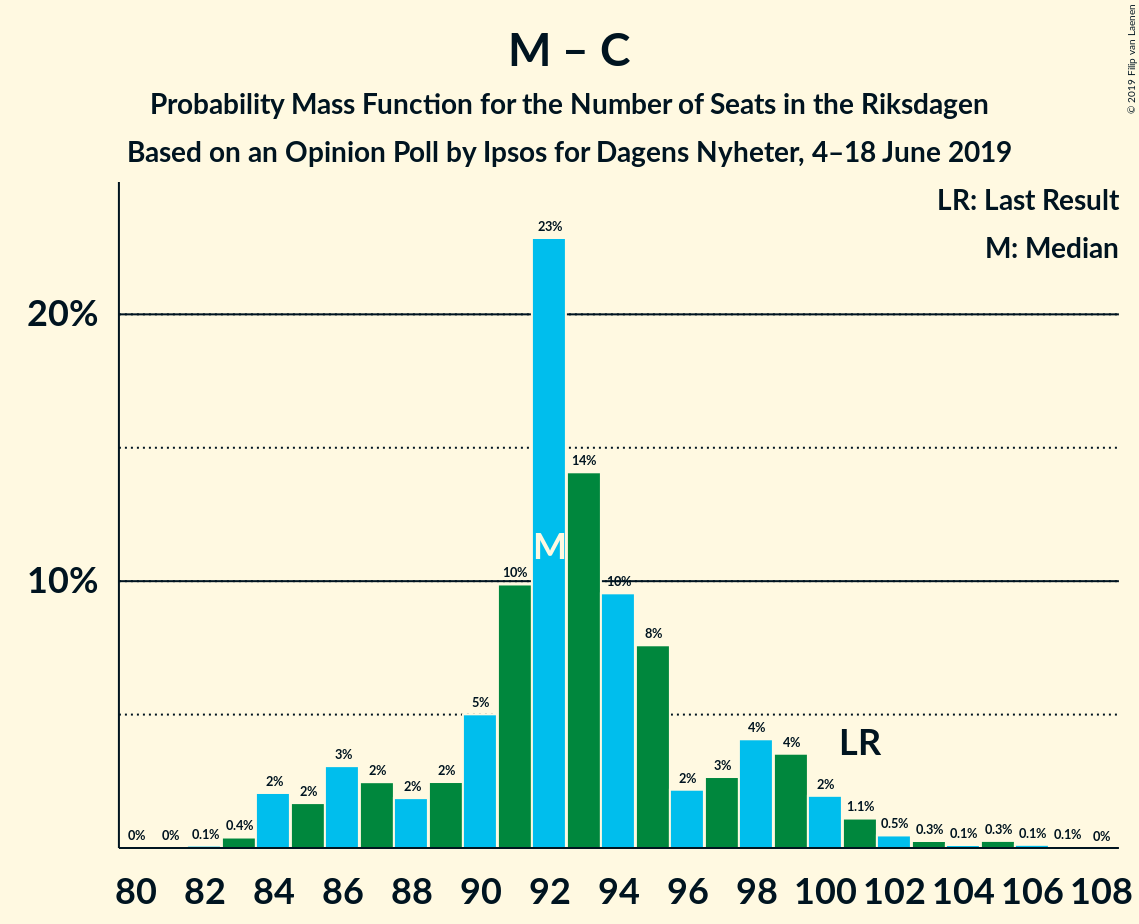 M – C
Probability Mass Function for the Number of Seats in the Riksdagen
Based on an Opinion Poll by Ipsos for Dagens Nyheter, 4–18 June 2019
© 2019 Filip van Laenen
LR: Last Result
M: Median
20%
10%
0% 0% 0.1% 0.4% 2% 2% 3% 2% 2% 2% 5% 10% 23% 14% 10% 8% 2% 3% 4% 4% 2% 1.1% 0.5% 0.3% 0.1% 0.3% 0.1% 0.1% 0%
M
LR
80 82 84 86 88 90 92 94 96 98 100 102 104 106 108